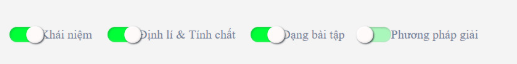 Khái niệm Định lí & Tính chất Dạng bài tập Phương pháp giải